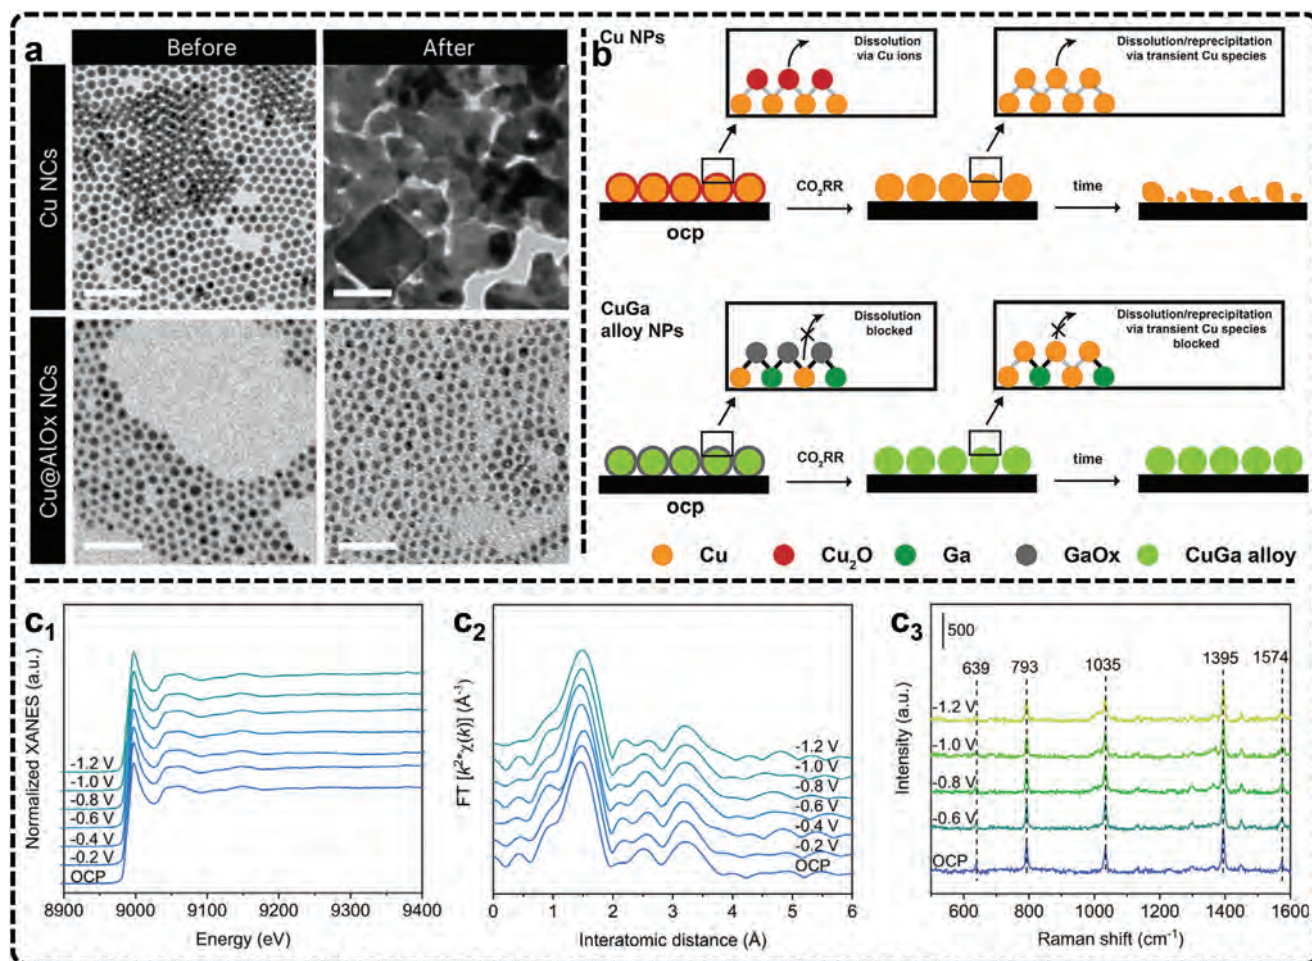 a
Before
After
Cu NCs
Cu@AlOx NCs
b
Cu NPs
Dissolution
via Cu ions
Dissolution/reprecipitation
via transient Cu species
CO₂RR
time
ocp
CuGa
alloy NPs
Dissolution
blocked
Dissolution/reprecipitation
via transient Cu species
blocked
CO₂RR
time
ocp
Cu
Cu₂O
Ga
GaOx
CuGa alloy
c₁
Normalized XANES (a.u.)
-1.2 V
-1.0 V
-0.8 V
-0.6 V
-0.4 V
-0.2 V
OCP
8900 9000 9100 9200 9300 9400
Energy (eV)
c₂
FT [k²*χ(k)] (Å⁻³)
-1.2 V
-1.0 V
-0.8 V
-0.6 V
-0.4 V
-0.2 V
OCP
0 1 2 3 4 5 6
Interatomic distance (Å)
c₃
500
639 793 1035 1395 1574
Intensity (a.u.)
-1.2 V
-1.0 V
-0.8 V
-0.6 V
OCP
600 800 1000 1200 1400 1600
Raman shift (cm⁻¹)